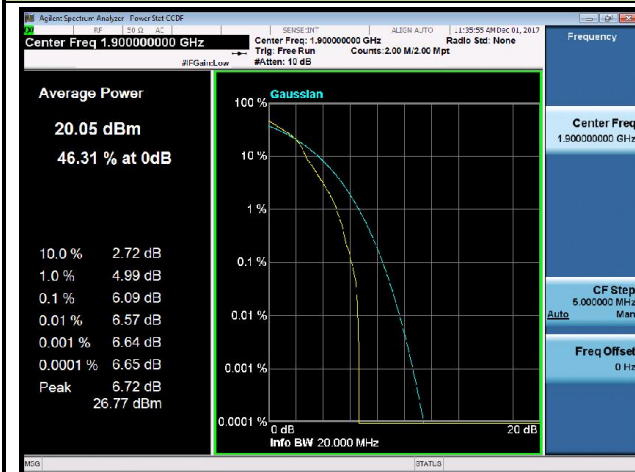 Agilent Spectrum Analyzer - Power Stat CCDF
RF 50 Ω AC SENSE:INT ALIGN AUTO 11:35:55 AM Dec 01, 2017
Center Freq 1.900000000 GHz
Center Freq: 1.900000000 GHz Radio Std: None
Trig: Free Run Counts:2.00 M/2.00 Mpt
#IFGain:Low #Atten: 10 dB
Frequency
Average Power
20.05 dBm
46.31 % at 0dB
10.0 % 2.72 dB
1.0 % 4.99 dB
0.1 % 6.09 dB
0.01 % 6.57 dB
0.001 % 6.64 dB
0.0001 % 6.65 dB
Peak 6.72 dB
26.77 dBm
Gaussian
100 %
10 %
1 %
0.1 %
0.01 %
0.001 %
0.0001 %
0 dB 20 dB
Info BW 20.000 MHz
Center Freq
1.900000000 GHz
CF Step
5.000000 MHz
Auto Man
Freq Offset
0 Hz
MSG STATUS